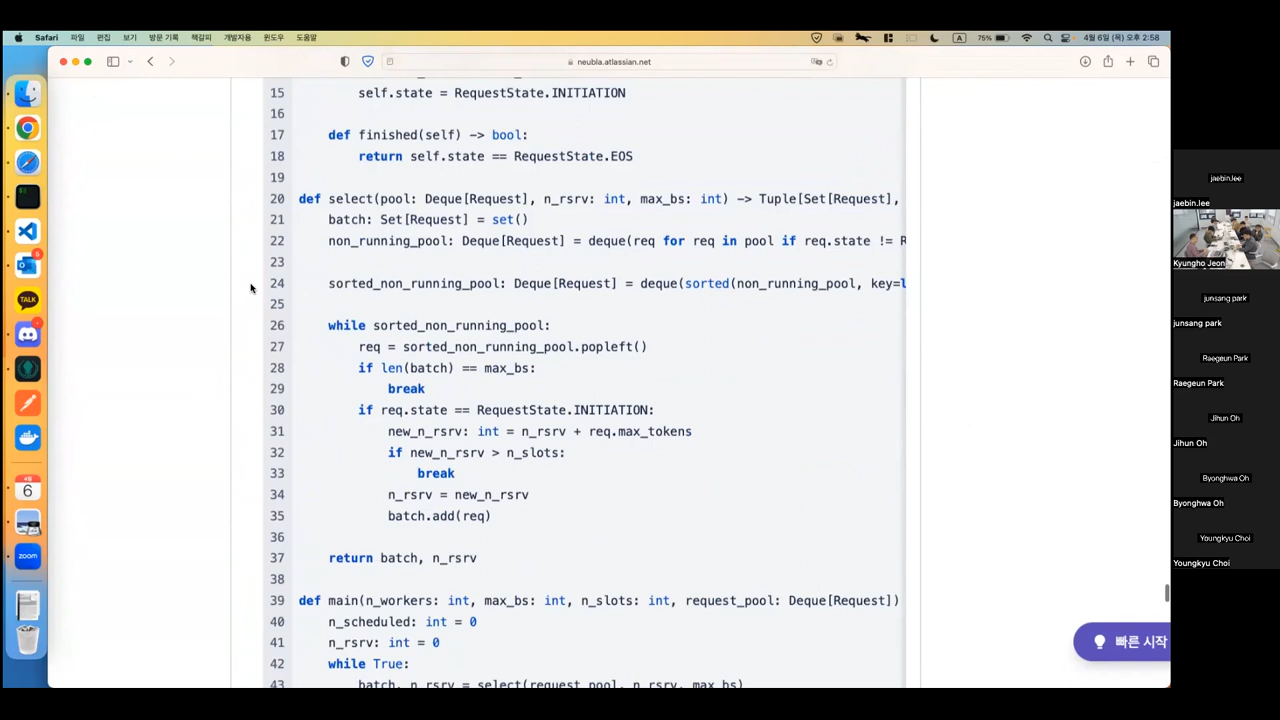 Safari 파일 편집 보기 방문 기록 책갈피 개발자용 윈도우 도움말
A 75% 4월 6일 (목) 오후 2:58
neubla.atlassian.net
15 self.state = RequestState.INITIATION
16
17 def finished(self) -> bool:
18 return self.state == RequestState.EOS
19
20 def select(pool: Deque[Request], n_rsrv: int, max_bs: int) -> Tuple[Set[Request],
21 batch: Set[Request] = set()
22 non_running_pool: Deque[Request] = deque(req for req in pool if req.state != R
23
24 sorted_non_running_pool: Deque[Request] = deque(sorted(non_running_pool, key=l
25
26 while sorted_non_running_pool:
27 req = sorted_non_running_pool.popleft()
28 if len(batch) == max_bs:
29 break
30 if req.state == RequestState.INITIATION:
31 new_n_rsrv: int = n_rsrv + req.max_tokens
32 if new_n_rsrv > n_slots:
33 break
34 n_rsrv = new_n_rsrv
35 batch.add(req)
36
37 return batch, n_rsrv
38
39 def main(n_workers: int, max_bs: int, n_slots: int, request_pool: Deque[Request])
40 n_scheduled: int = 0
41 n_rsrv: int = 0
42 while True:
43 batch, n_rsrv = select(request_pool, n_rsrv, max_bs)
빠른 시작
TALK
6
zoom
jaebin.lee
jaebin.lee
Kyungho Jeon
junsang park
junsang park
Raegeun Park
Raegeun Park
Jihun Oh
Jihun Oh
Byonghwa Oh
Byonghwa Oh
Youngkyu Choi
Youngkyu Choi